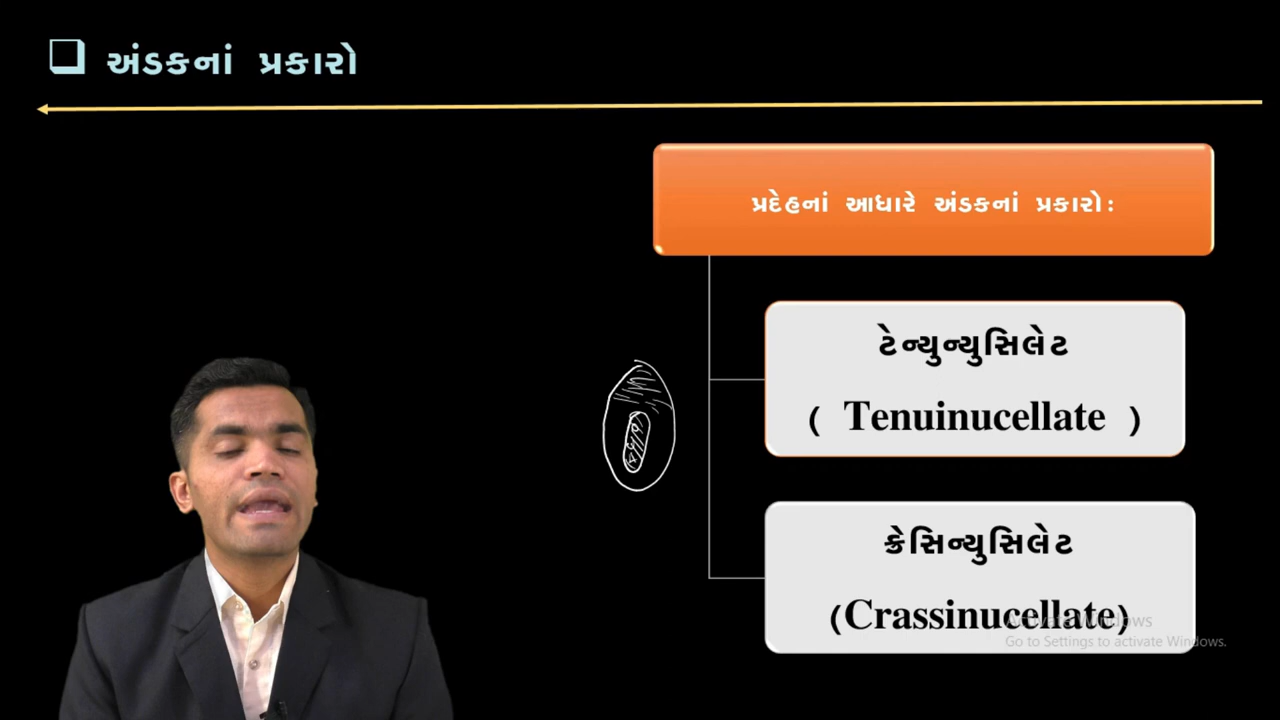 અંડકનાં પ્રકારો
પ્રદેહનાં આધારે અંડકનાં પ્રકારો:
ટેન્યુન્યુસિલેટ
( Tenuinucellate )
ક્રેસિન્યુસિલેટ
(Crassinucellate)
Activate Windows
Go to Settings to activate Windows.